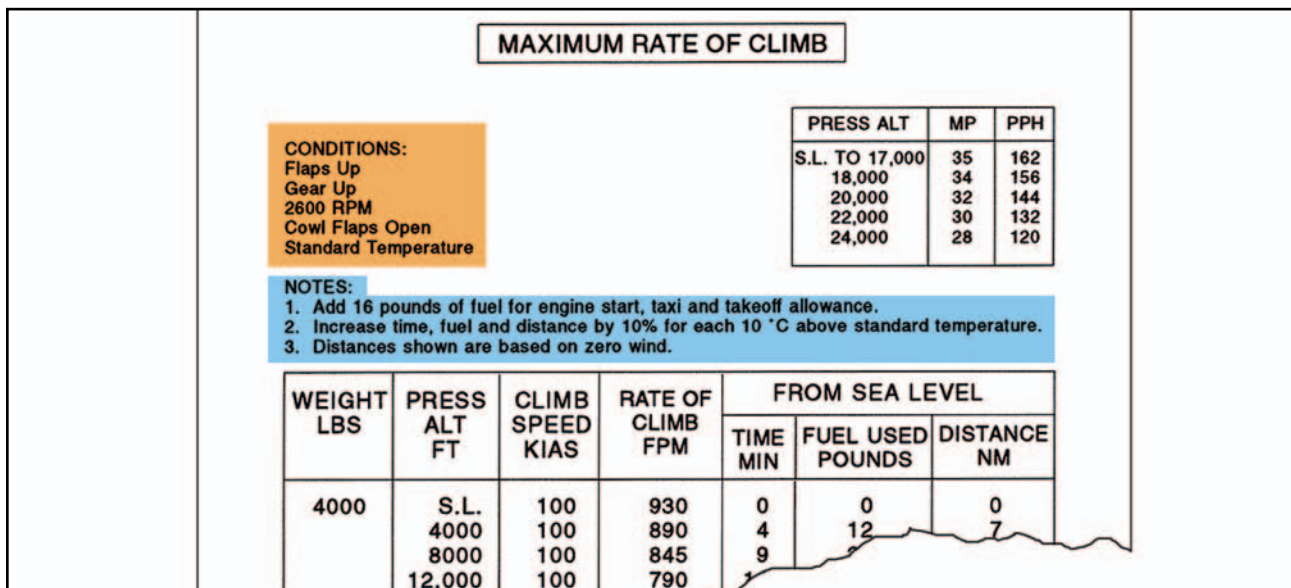 MAXIMUM RATE OF CLIMB
CONDITIONS:
Flaps Up
Gear Up
2600 RPM
Cowl Flaps Open
Standard Temperature
PRESS ALT MP PPH
S.L. TO 17,000 35 162
18,000 34 156
20,000 32 144
22,000 30 132
24,000 28 120
NOTES:
1. Add 16 pounds of fuel for engine start, taxi and takeoff allowance.
2. Increase time, fuel and distance by 10% for each 10 °C above standard temperature.
3. Distances shown are based on zero wind.
WEIGHT LBS PRESS ALT FT CLIMB SPEED KIAS RATE OF CLIMB FPM FROM SEA LEVEL
TIME MIN FUEL USED POUNDS DISTANCE NM
4000 S.L. 100 930 0 0 0
4000 100 890 4 12 7
8000 100 845 9
12,000 100 790